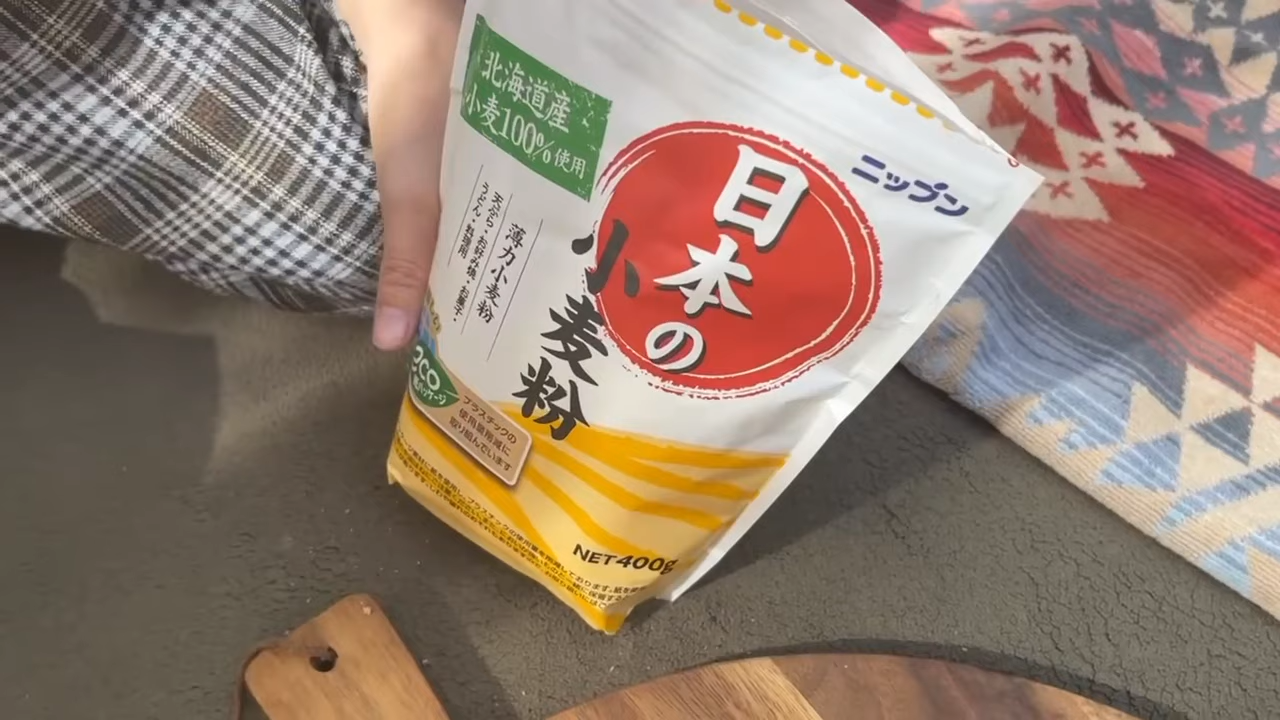 北海道産
小麦100%使用
ニップン
日本の
小麦粉
薄力小麦粉
天ぷら・お好み焼・お菓子・
うどん・料理用
eco
プラスチックの
使用量削減に
取り組んでいます
NET400g